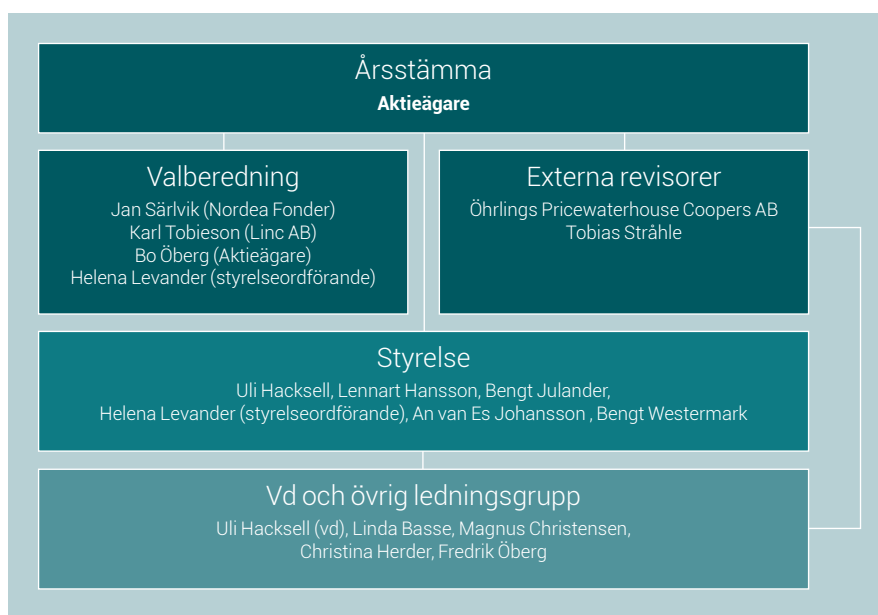 Årsstämma
Aktieägare
Valberedning
Jan Särlvik (Nordea Fonder)
Karl Tobieson (Linc AB)
Bo Öberg (Aktieägare)
Helena Levander (styrelseordförande)
Externa revisorer
Öhrlings Pricewaterhouse Coopers AB
Tobias Stråhle
Styrelse
Uli Hacksell, Lennart Hansson, Bengt Julander,
Helena Levander (styrelseordförande), An van Es Johansson , Bengt Westermark
Vd och övrig ledningsgrupp
Uli Hacksell (vd), Linda Basse, Magnus Christensen,
Christina Herder, Fredrik Öberg